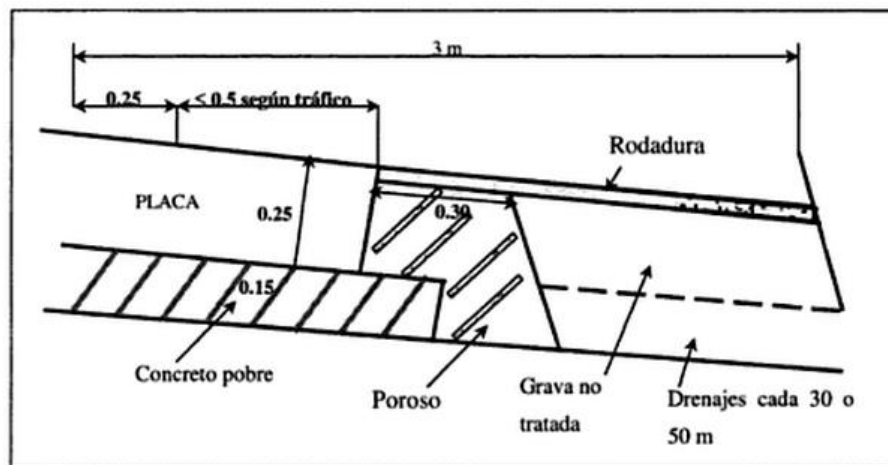 3 m
0.25
≤ 0.5 según tráfico
Rodadura
PLACA
0.25
0.30
0.15
Concreto pobre
Poroso
Grava no
tratada
Drenajes cada 30 o
50 m